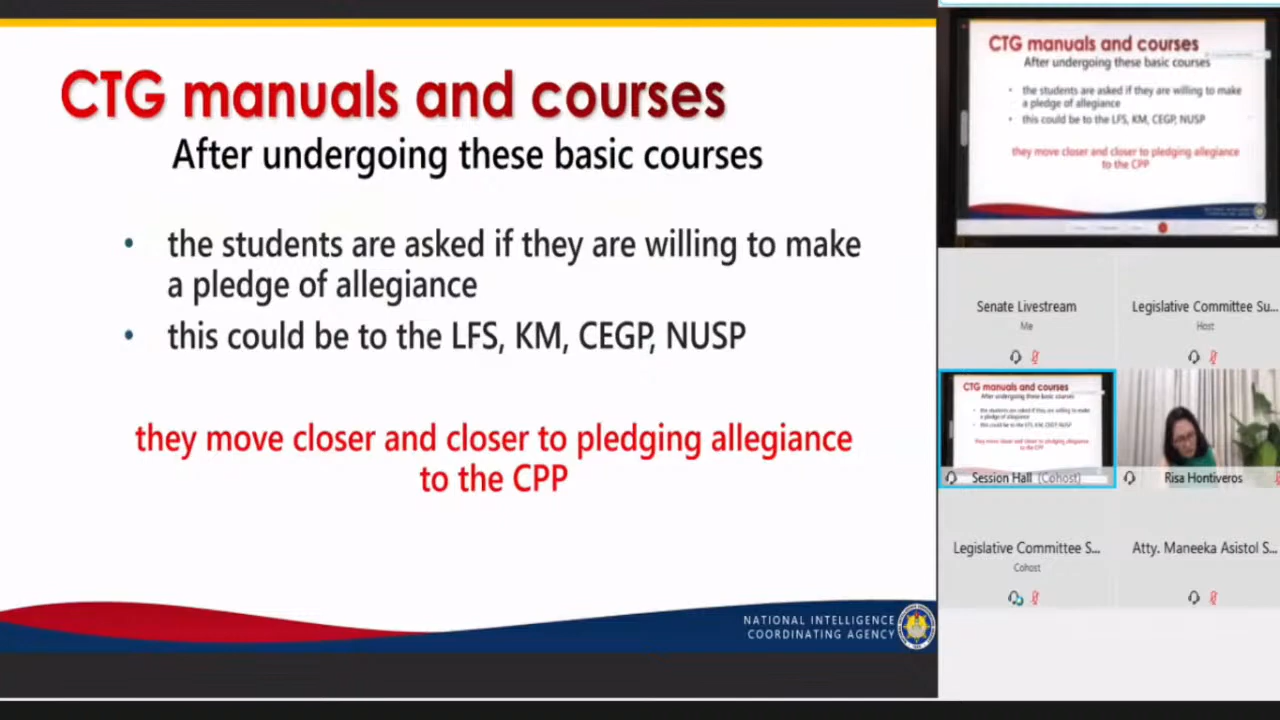 CTG manuals and courses
After undergoing these basic courses
• the students are asked if they are willing to make
a pledge of allegiance
• this could be to the LFS, KM, CEGP, NUSP
they move closer and closer to pledging allegiance
to the CPP
NATIONAL INTELLIGENCE
COORDINATING AGENCY
CTG manuals and courses
After undergoing these basic courses
• the students are asked if they are willing to make
a pledge of allegiance
• this could be to the LFS, KM, CEGP, NUSP
they move closer and closer to pledging allegiance
to the CPP
Senate Livestream
Me
Legislative Committee Su...
Host
CTG manuals and courses
After undergoing these basic courses
• the students are asked if they are willing to make
a pledge of allegiance
• this could be to the LFS, KM, CEGP, NUSP
they move closer and closer to pledging allegiance
to the CPP
Session Hall (Cohost)
Risa Hontiveros
Legislative Committee S...
Cohost
Atty. Maneeka Asistol S...